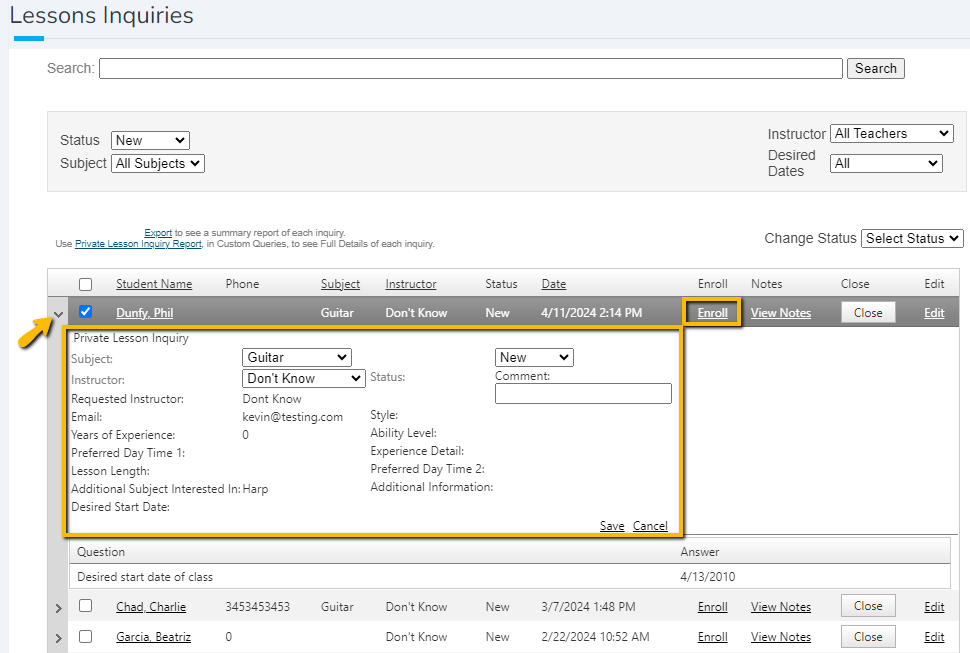 Lessons Inquiries
Search: Search
Status New
Subject All Subjects
Instructor All Teachers
Desired Dates All
Export to see a summary report of each inquiry.
Use Private Lesson Inquiry Report, in Custom Queries, to see Full Details of each inquiry.
Change Status Select Status
Student Name Phone Subject Instructor Status Date Enroll Notes Close Edit
Dunfy, Phil Guitar Don't Know New 4/11/2024 2:14 PM Enroll View Notes Close Edit
Private Lesson Inquiry
Subject: Guitar New
Instructor: Don't Know Status: Comment:
Requested Instructor: Dont Know
Email: kevin@testing.com Style:
Years of Experience: 0 Ability Level:
Preferred Day Time 1: Experience Detail:
Lesson Length: Preferred Day Time 2:
Additional Subject Interested In: Harp Additional Information:
Desired Start Date:
Save Cancel
Question Answer
Desired start date of class 4/13/2010
Chad, Charlie 3453453453 Guitar Don't Know New 3/7/2024 1:48 PM Enroll View Notes Close Edit
Garcia, Beatriz 0 Don't Know New 2/22/2024 10:52 AM Enroll View Notes Close Edit